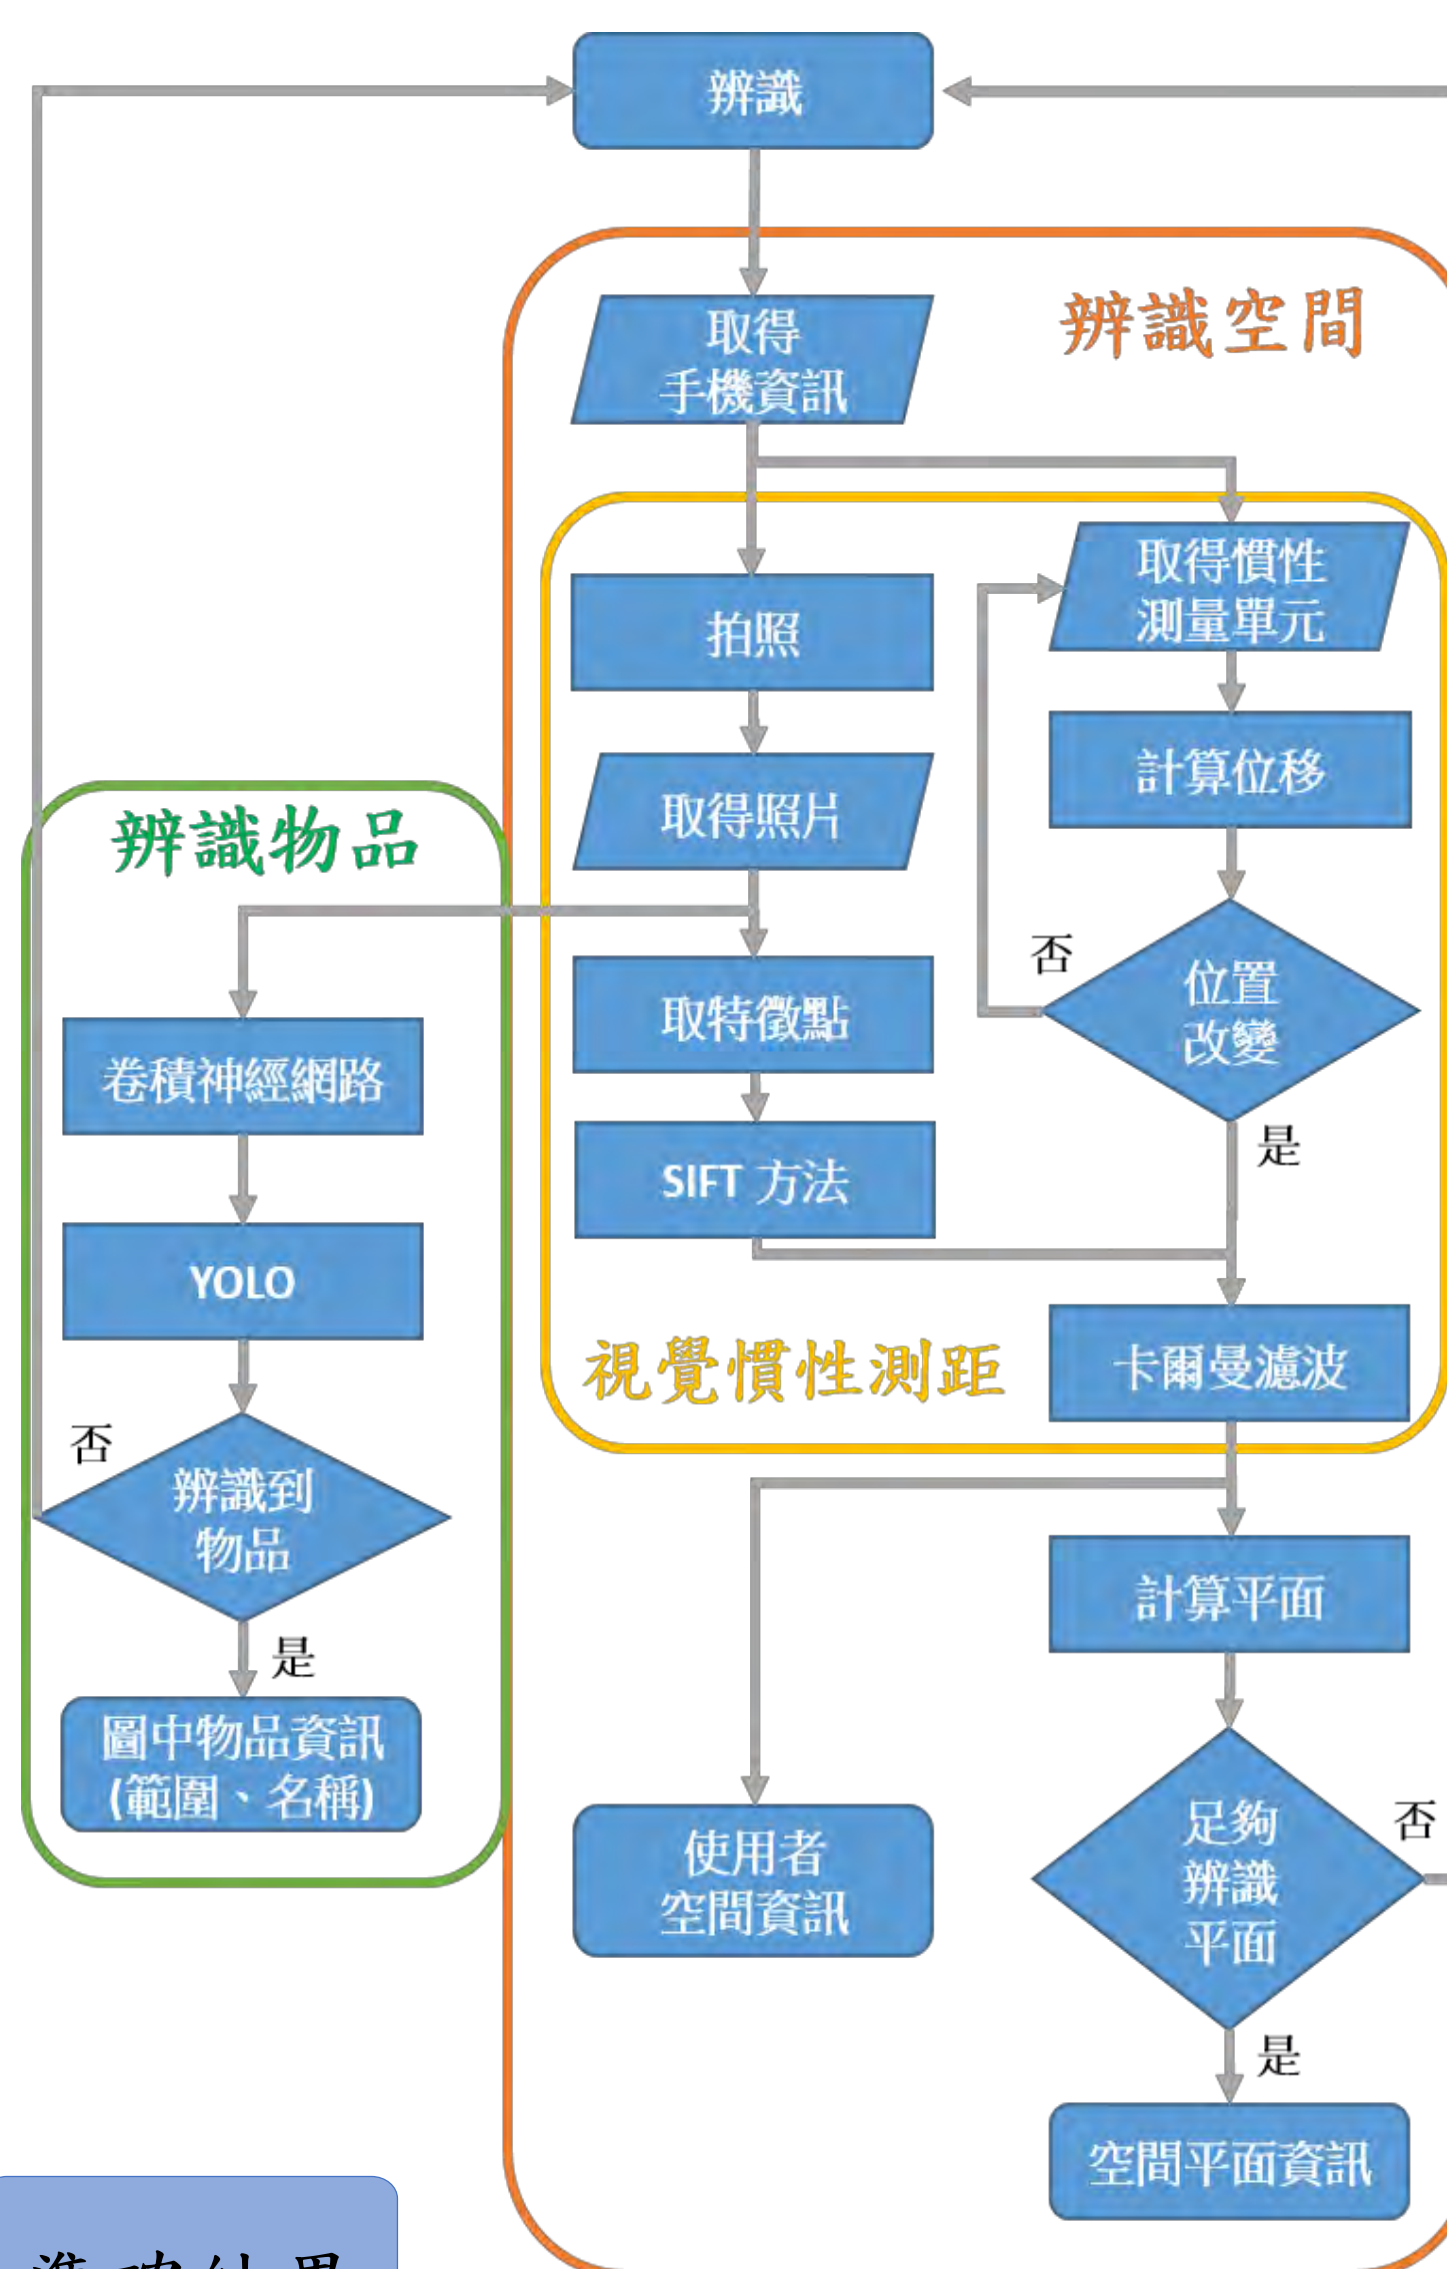 辨識
辨識空間
取得
手機資訊
取得慣性
測量單元
拍照
計算位移
取得照片
辨識物品
否
位置
改變
取特徵點
卷積神經網路
是
SIFT 方法
YOLO
視覺慣性測距
卡爾曼濾波
否
辨識到
物品
計算平面
是
圖中物品資訊
(範圍、名稱)
足夠
辨識
平面
否
使用者
空間資訊
是
空間平面資訊